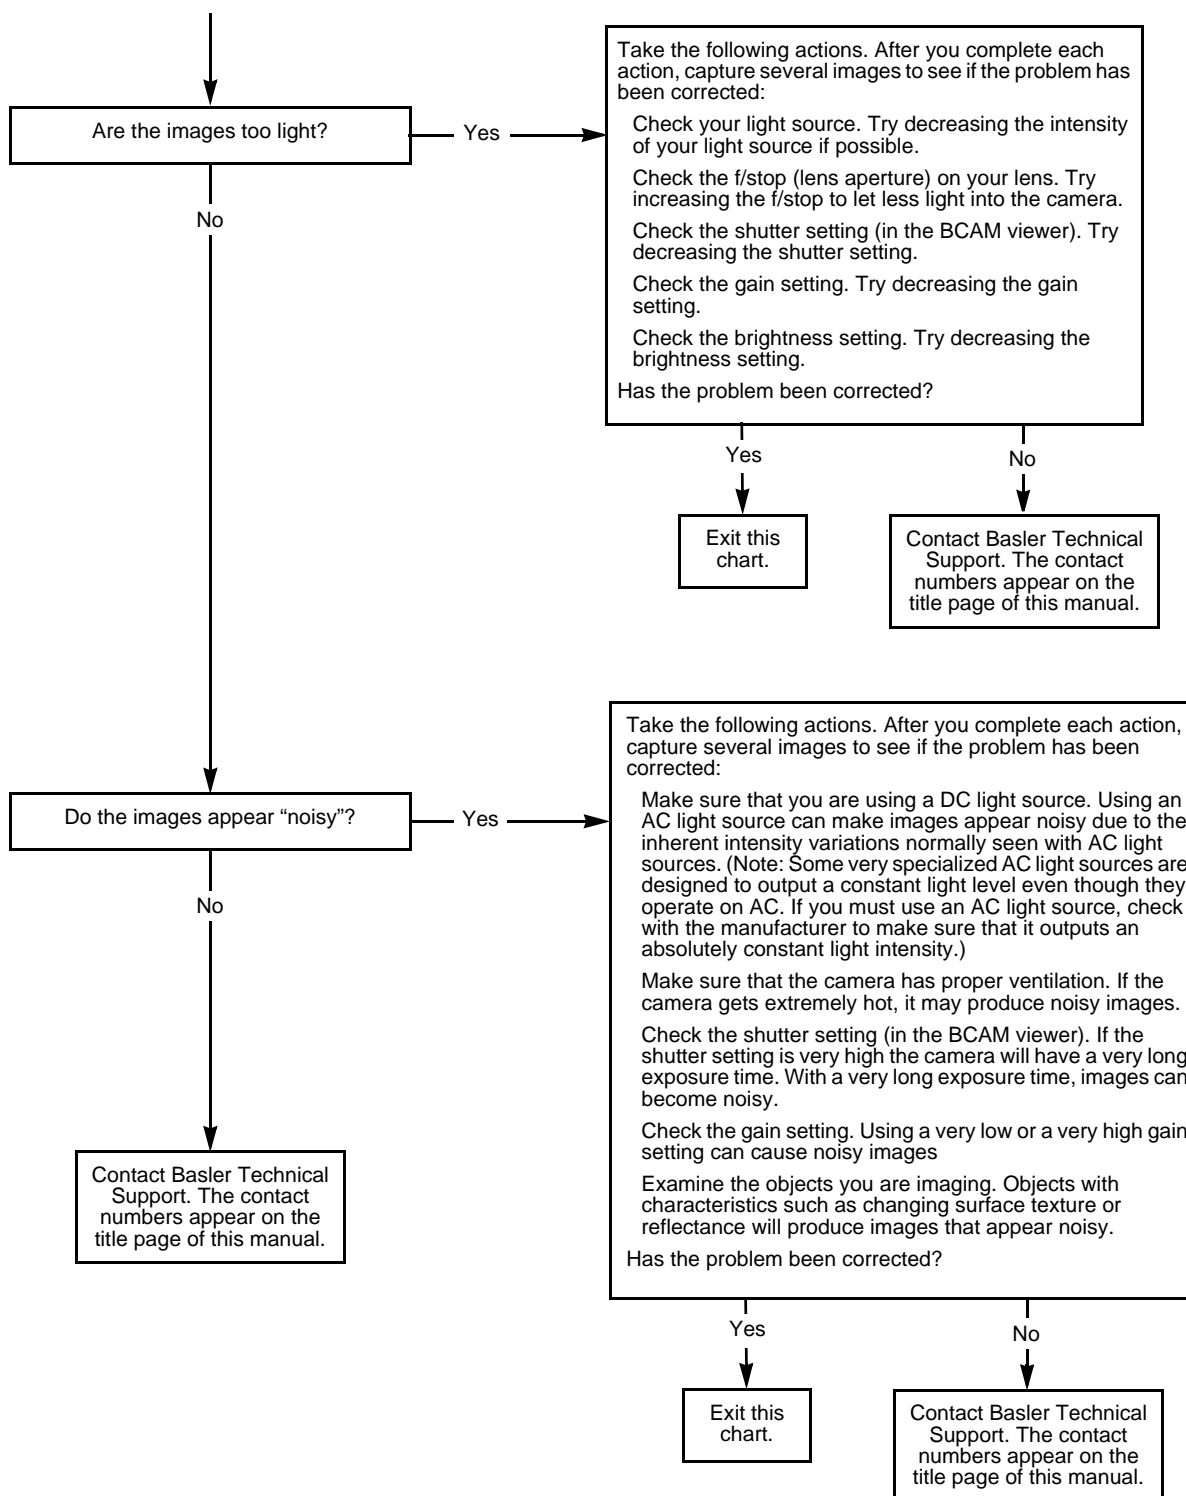 Are the images too light?
Yes
No
Take the following actions. After you complete each
action, capture several images to see if the problem has
been corrected:
Check your light source. Try decreasing the intensity
of your light source if possible.
Check the f/stop (lens aperture) on your lens. Try
increasing the f/stop to let less light into the camera.
Check the shutter setting (in the BCAM viewer). Try
decreasing the shutter setting.
Check the gain setting. Try decreasing the gain
setting.
Check the brightness setting. Try decreasing the
brightness setting.
Has the problem been corrected?
Yes
No
Exit this
chart.
Contact Basler Technical
Support. The contact
numbers appear on the
title page of this manual.
Do the images appear “noisy”?
Yes
No
Contact Basler Technical
Support. The contact
numbers appear on the
title page of this manual.
Take the following actions. After you complete each action,
capture several images to see if the problem has been
corrected:
Make sure that you are using a DC light source. Using an
AC light source can make images appear noisy due to the
inherent intensity variations normally seen with AC light
sources. (Note: Some very specialized AC light sources are
designed to output a constant light level even though they
operate on AC. If you must use an AC light source, check
with the manufacturer to make sure that it outputs an
absolutely constant light intensity.)
Make sure that the camera has proper ventilation. If the
camera gets extremely hot, it may produce noisy images.
Check the shutter setting (in the BCAM viewer). If the
shutter setting is very high the camera will have a very long
exposure time. With a very long exposure time, images can
become noisy.
Check the gain setting. Using a very low or a very high gain
setting can cause noisy images
Examine the objects you are imaging. Objects with
characteristics such as changing surface texture or
reflectance will produce images that appear noisy.
Has the problem been corrected?
Yes
No
Exit this
chart.
Contact Basler Technical
Support. The contact
numbers appear on the
title page of this manual.